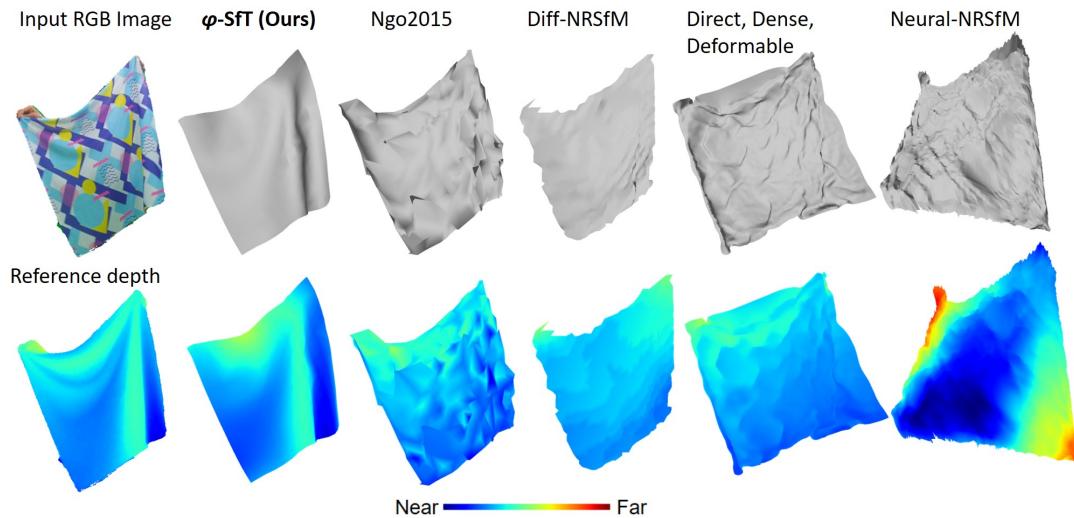 Input RGB Image
φ-SfT (Ours)
Ngo2015
Diff-NRSfM
Direct, Dense,
Deformable
Neural-NRSfM
Reference depth
Near
Far